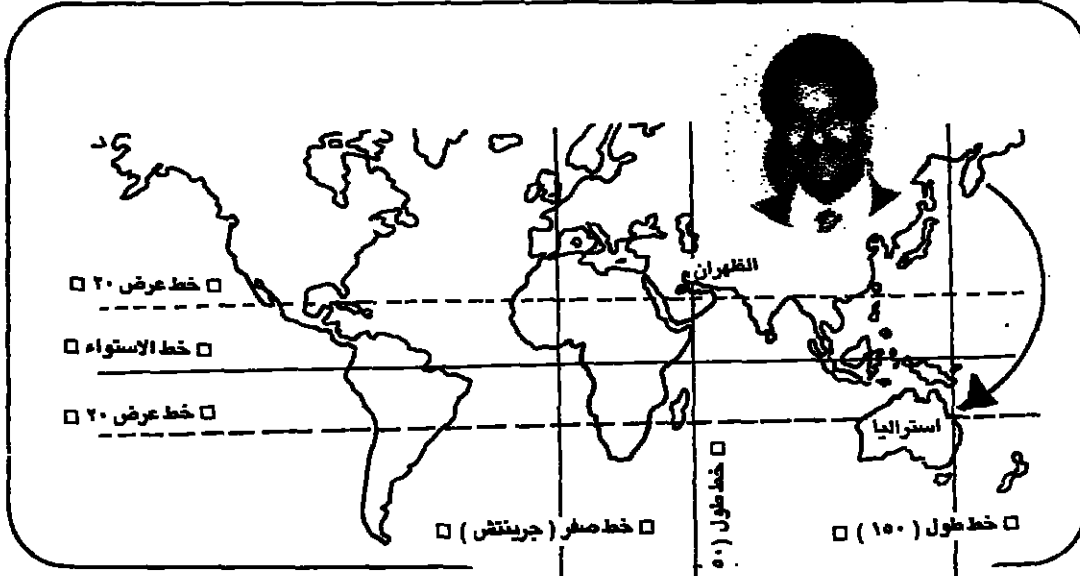 الظهران
□ خط عرض ٢٠ □
□ خط الاستواء □
□ خط عرض ٢٠ □
استراليا
□ خط طول (٥٠
□ خط صفر ( جرينتش ) □
□ خط طول ( ١٥٠ ) □